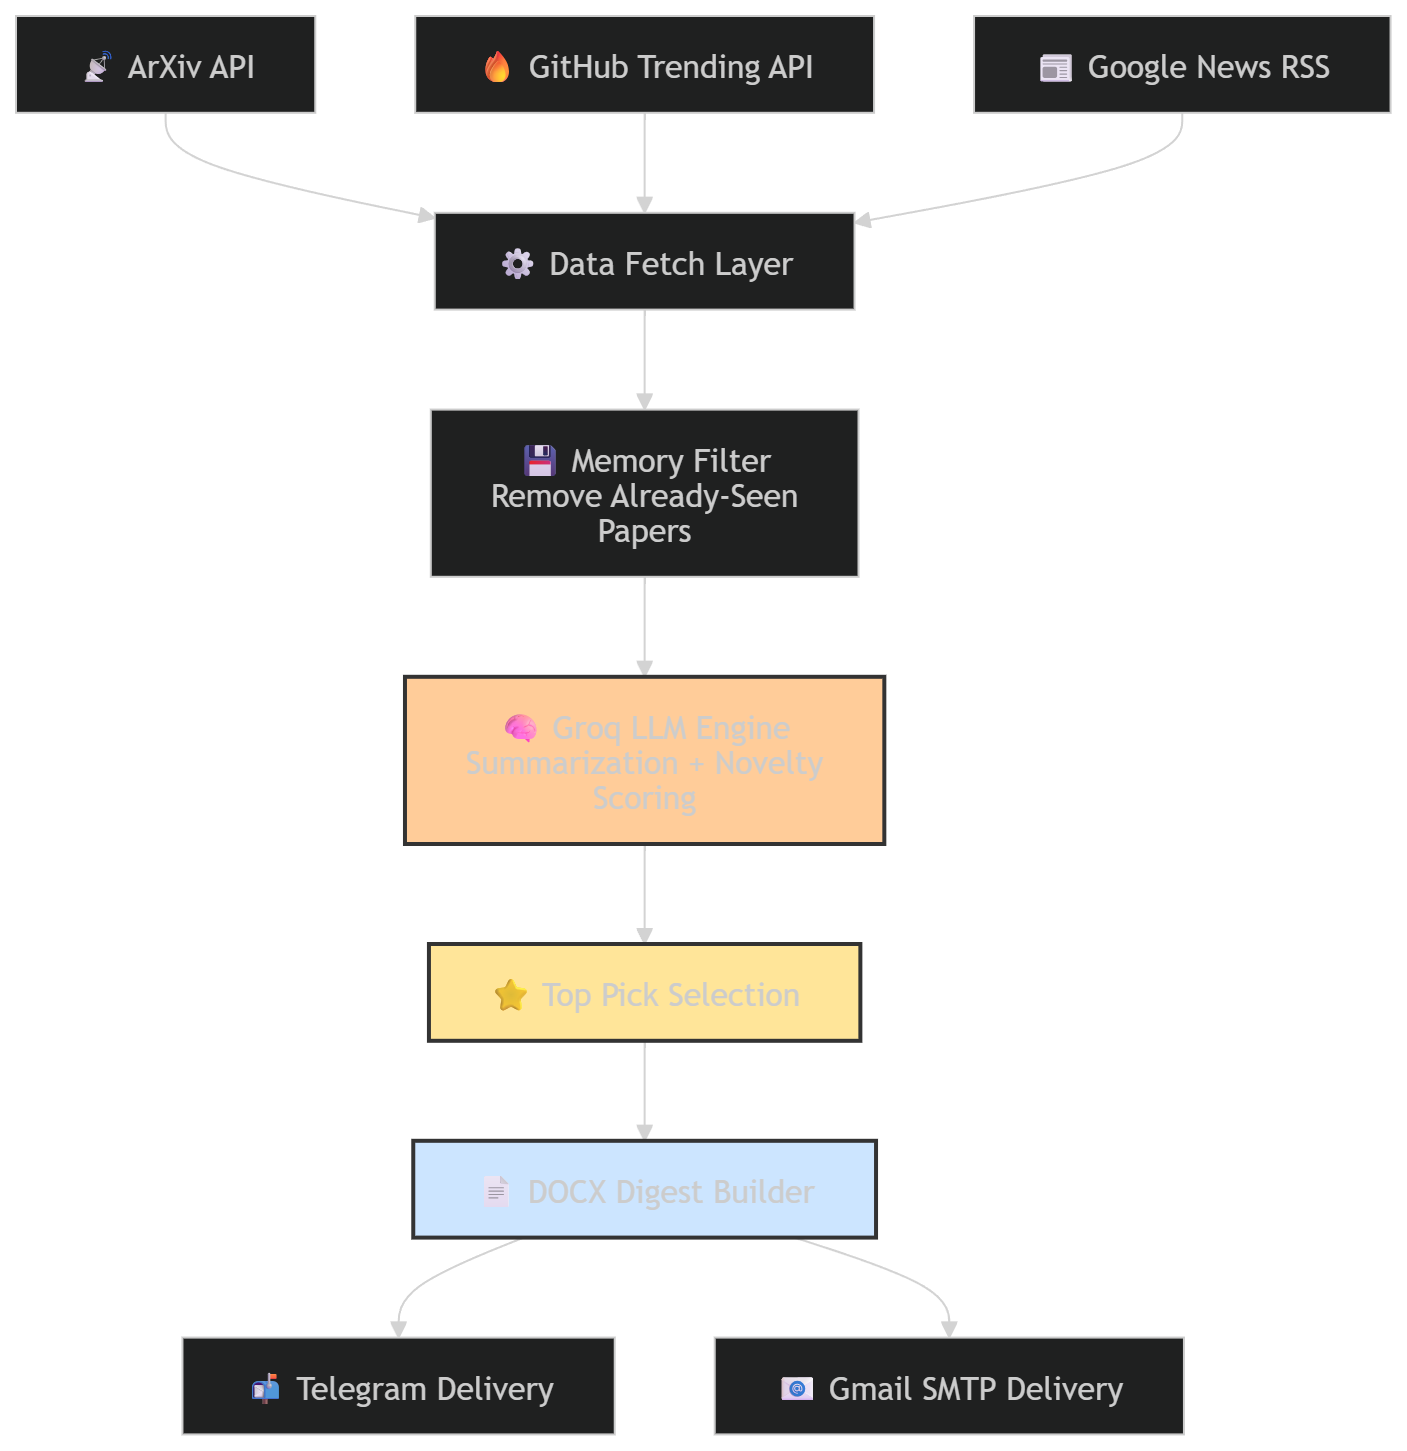 ArXiv API
GitHub Trending API
Google News RSS
Data Fetch Layer
Memory Filter
Remove Already-Seen
Papers
Groq LLM Engine
Summarization + Novelty
Scoring
Top Pick Selection
DOCX Digest Builder
Telegram Delivery
Gmail SMTP Delivery